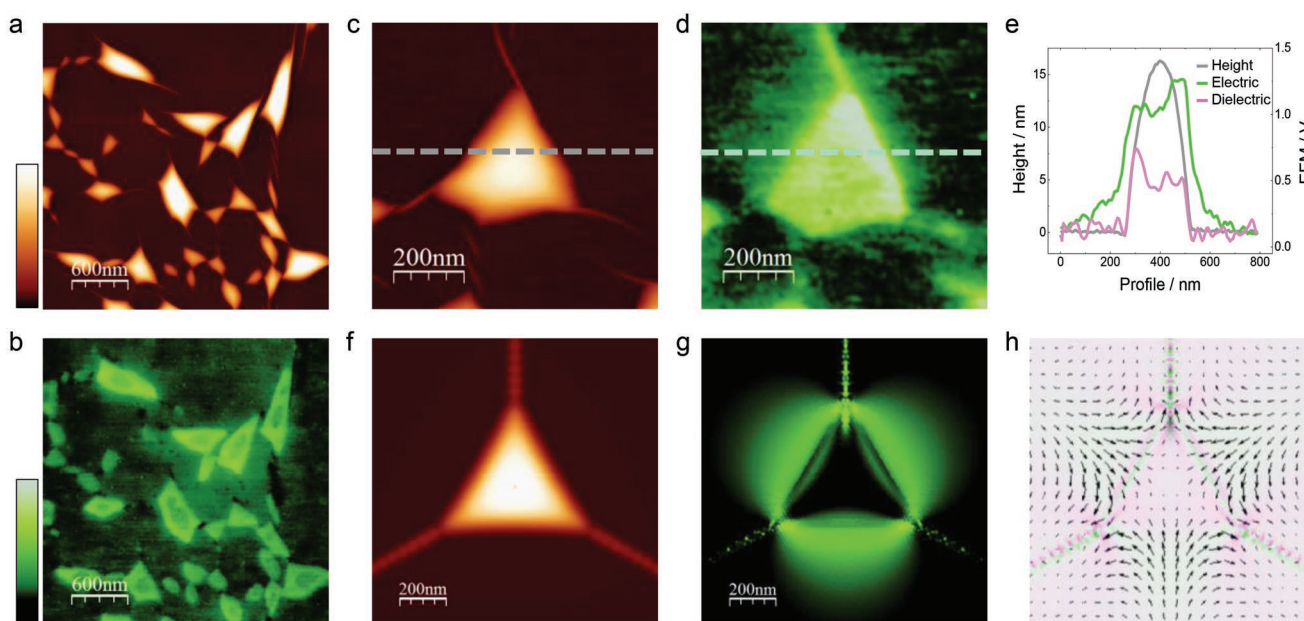 a
c
d
e
600nm
200nm
200nm
Height / nm
15
10
5
0
1.5
1.0
0.5
0.0
Height
Electric
Dielectric
0 200 400 600 800
Profile / nm
b
f
g
h
600nm
200nm
200nm